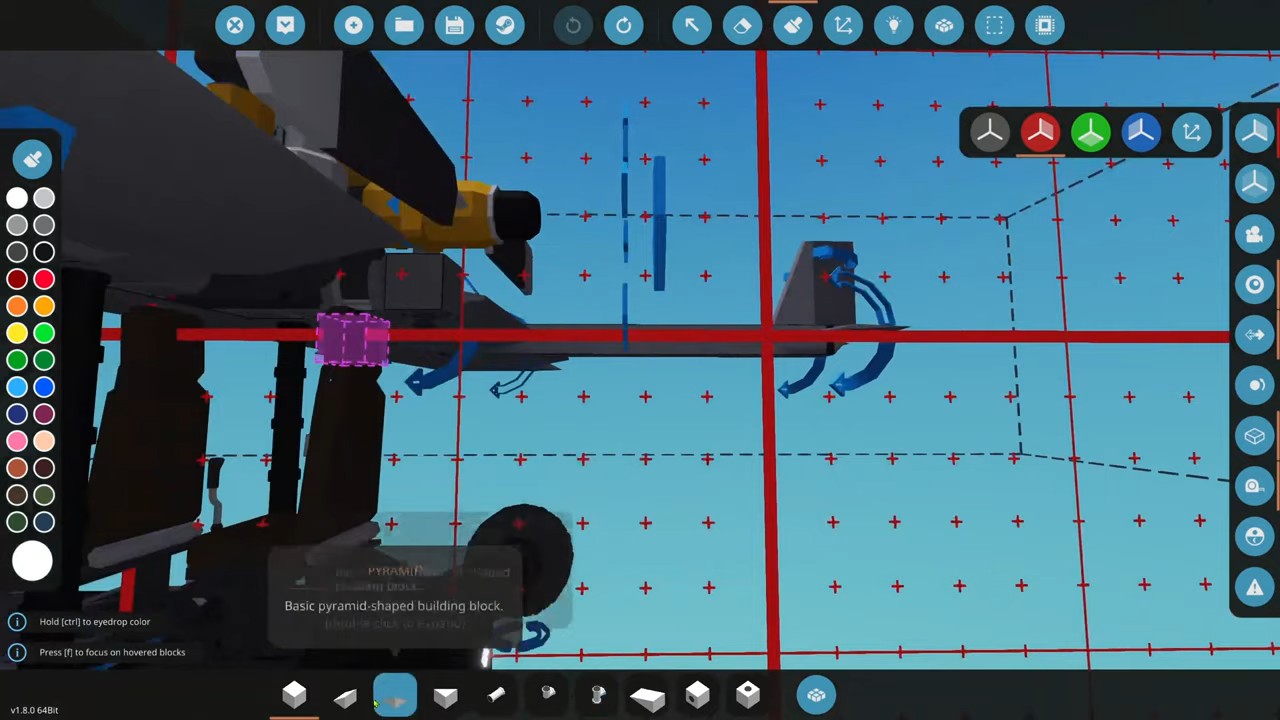 PYRAMID
Basic pyramid-shaped building block.
Hold [ctrl] to eyedrop color
Press [f] to focus on hovered blocks
v1.8.0 64Bit